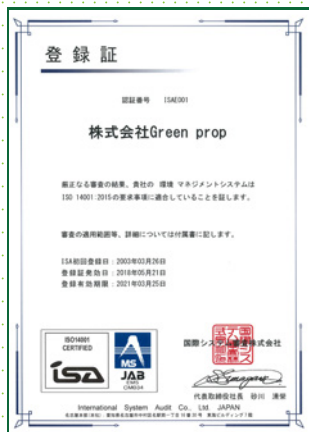 登録証
認証番号 ISAE001
株式会社Green prop
厳正なる審査の結果、貴社の 環境 マネジメントシステムは
ISO 14001:2015の要求事項に適合していることを証します。
審査の適用範囲等、詳細については付属書に記します。
ISA初回登録日:2003年03月26日
登録証発効日:2018年05月21日
登録有効期限:2021年03月25日
ISO14001
CERTIFIED
ISA
MS
JAB
EMS
CM024
国際システム審査株式会社
代表取締役社長 砂川 清榮
International System Audit Co., Ltd. JAPAN